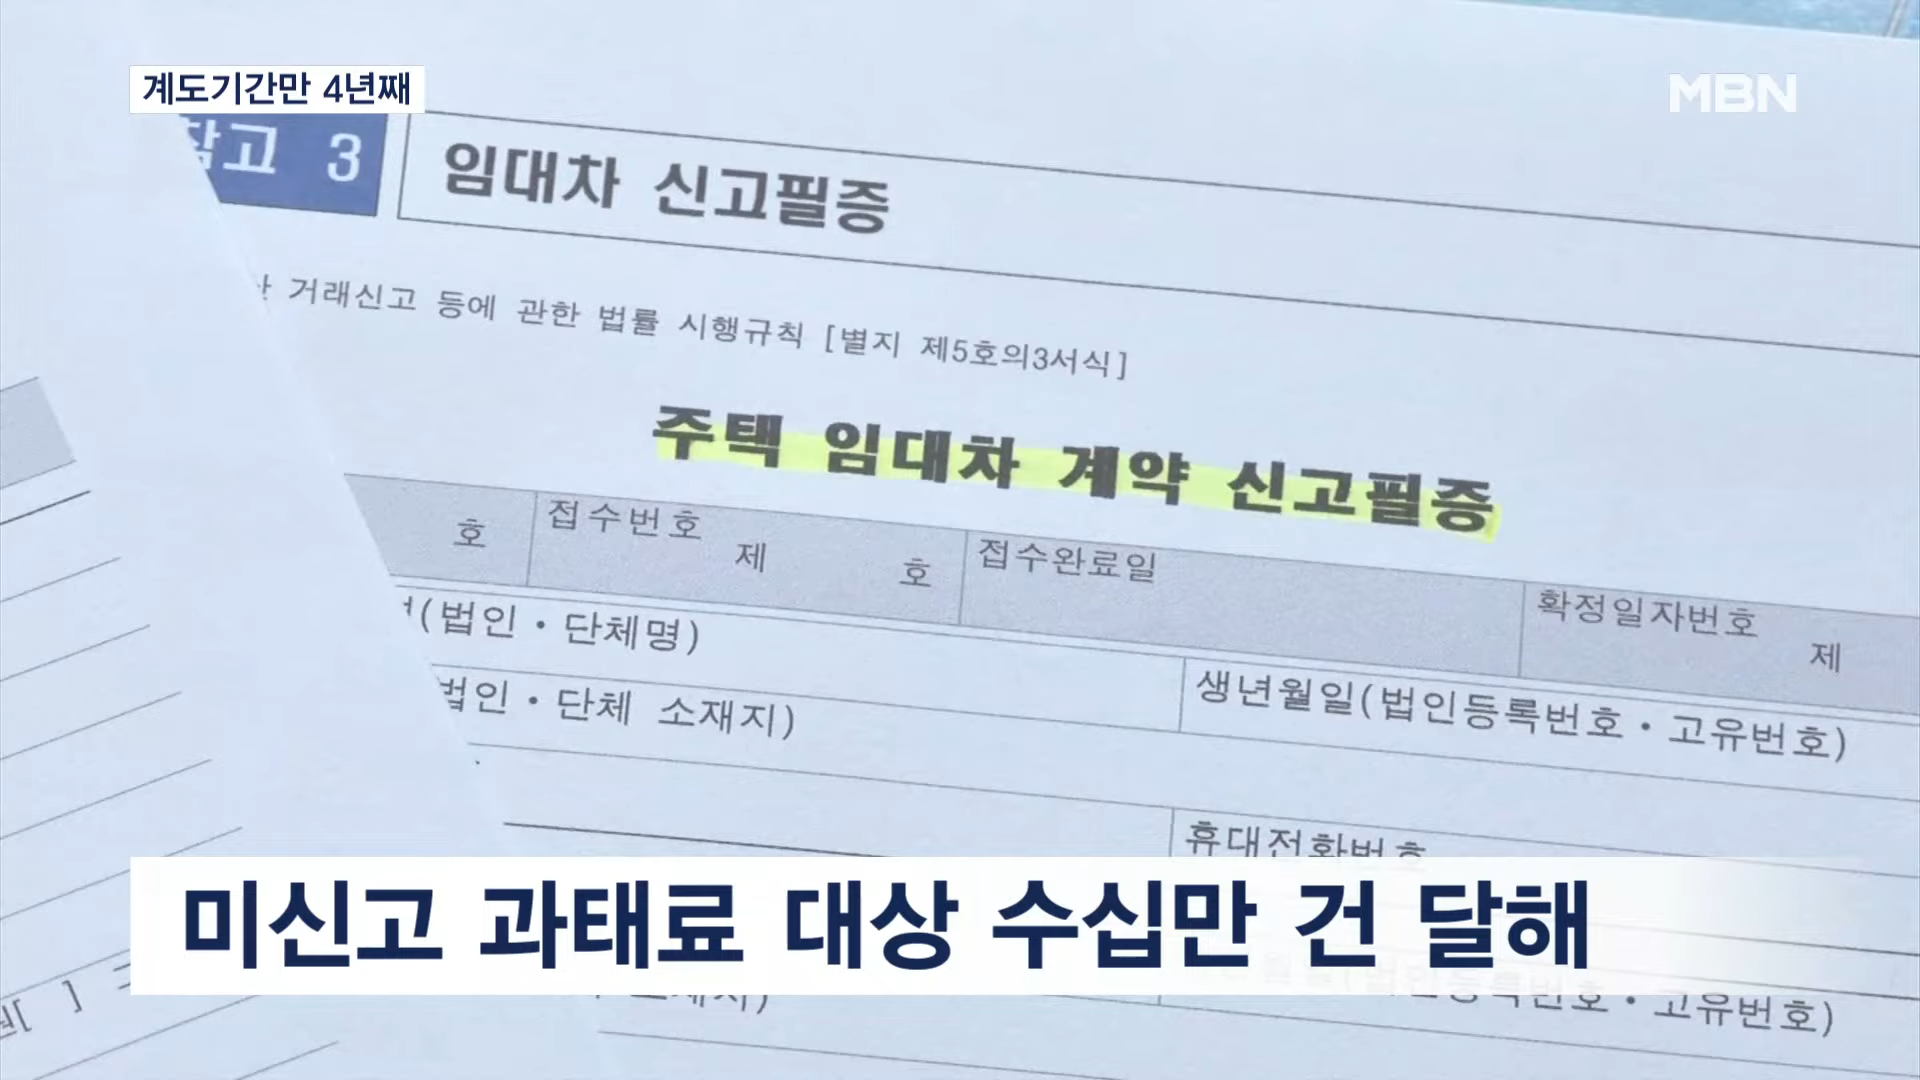 계도기간만 4년째
MBN
참고 3
임대차 신고필증
거래신고 등에 관한 법률 시행규칙 [별지 제5호의3서식]
주택 임대차 계약 신고필증
호
접수번호
제 호
접수완료일
확정일자번호
제
(법인·단체명)
법인·단체 소재지)
생년월일(법인등록번호·고유번호)
휴대전화번호
미신고 과태료 대상 수십만 건 달해
고유번호)